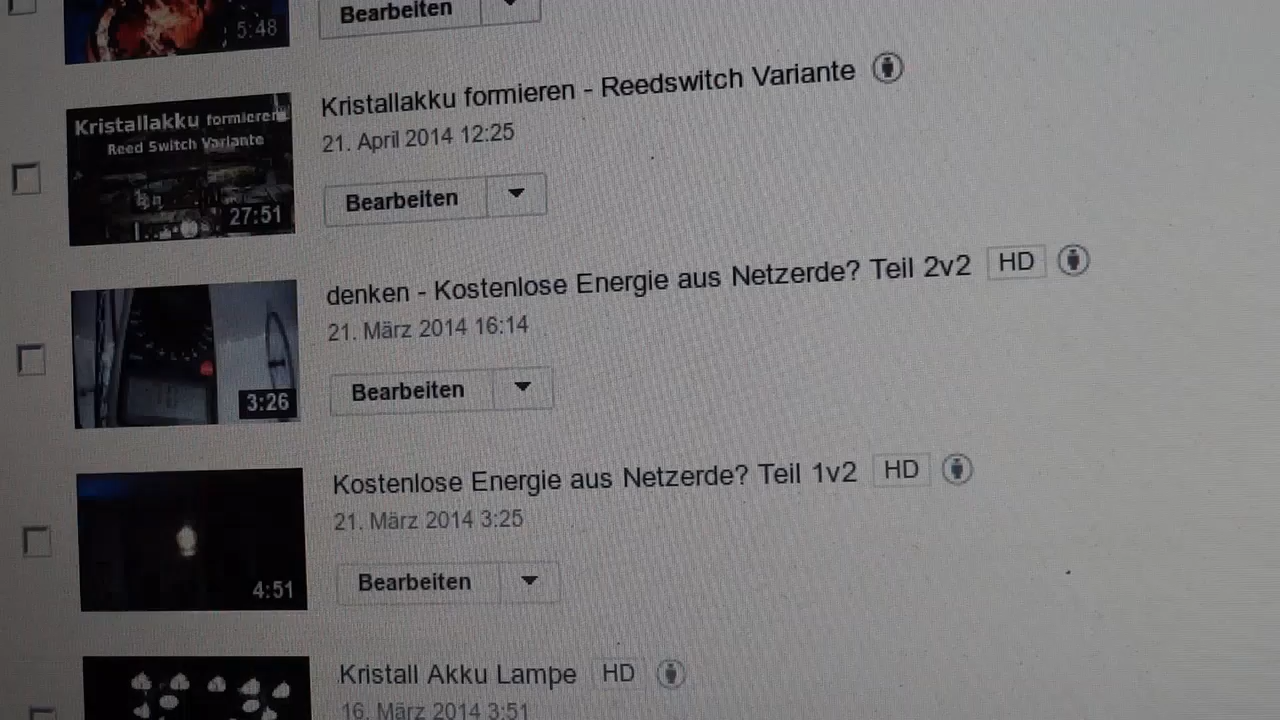 5:48
Bearbeiten
Kristallakku formieren - Reedswitch Variante
21. April 2014 12:25
Kristallakku formieren
Reed Switch Variante
27:51
Bearbeiten
denken - Kostenlose Energie aus Netzerde? Teil 2v2 HD
21. März 2014 16:14
3:26
Bearbeiten
Kostenlose Energie aus Netzerde? Teil 1v2 HD
21. März 2014 3:25
4:51
Bearbeiten
Kristall Akku Lampe HD
16. März 2014 3:51